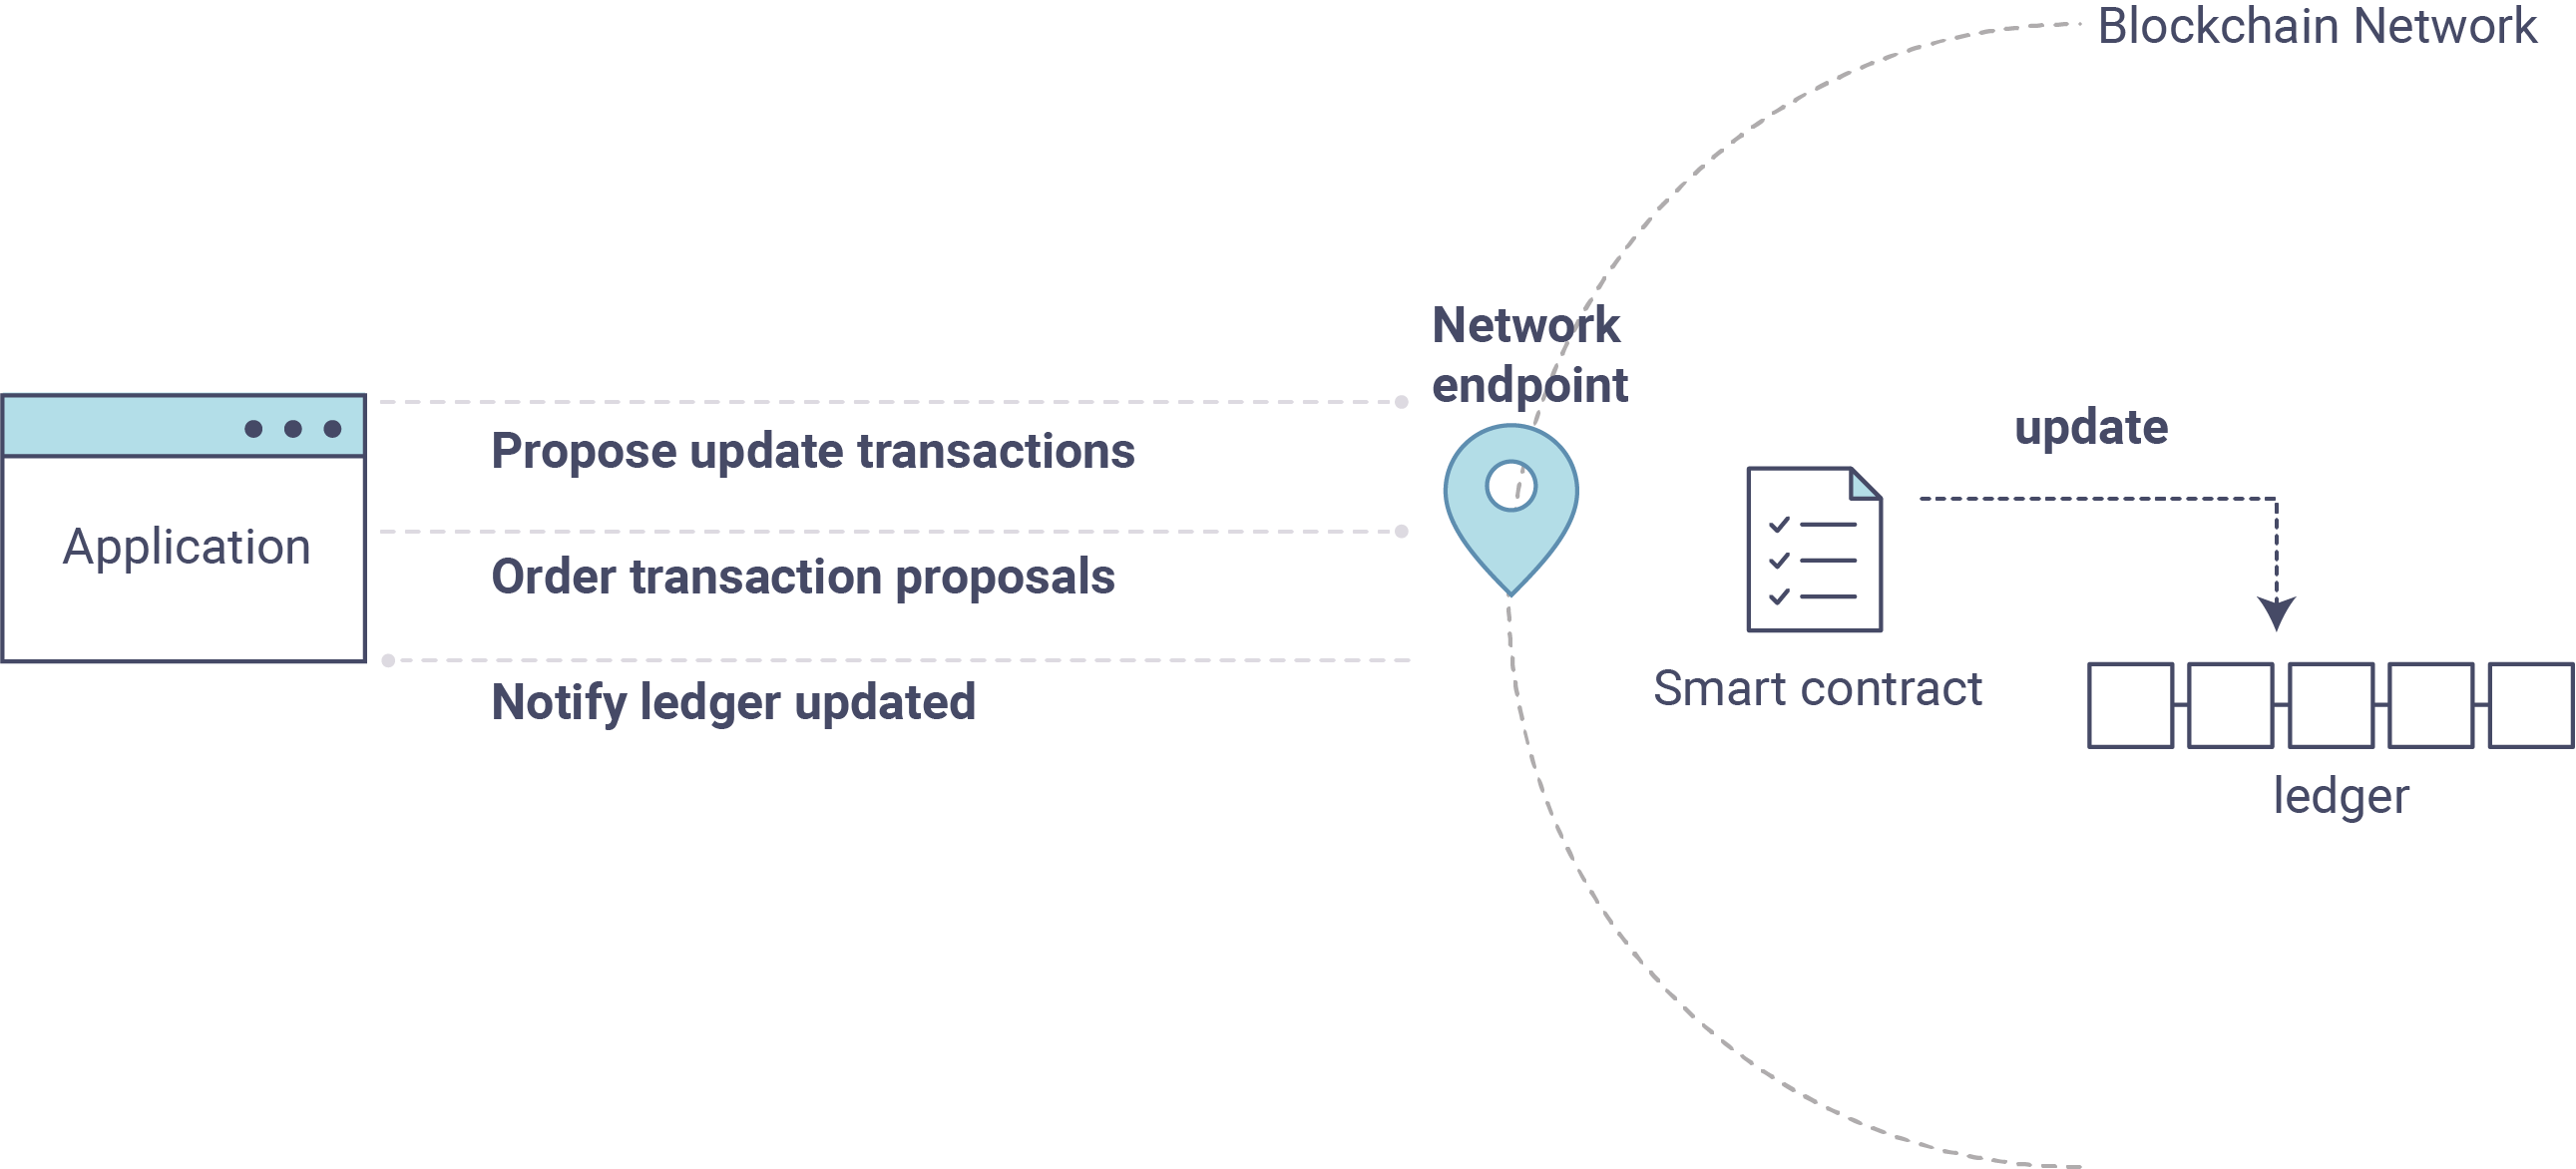 Blockchain Network
Network
endpoint
Propose update transactions
update
Application
Order transaction proposals
Smart contract
Notify ledger updated
ledger